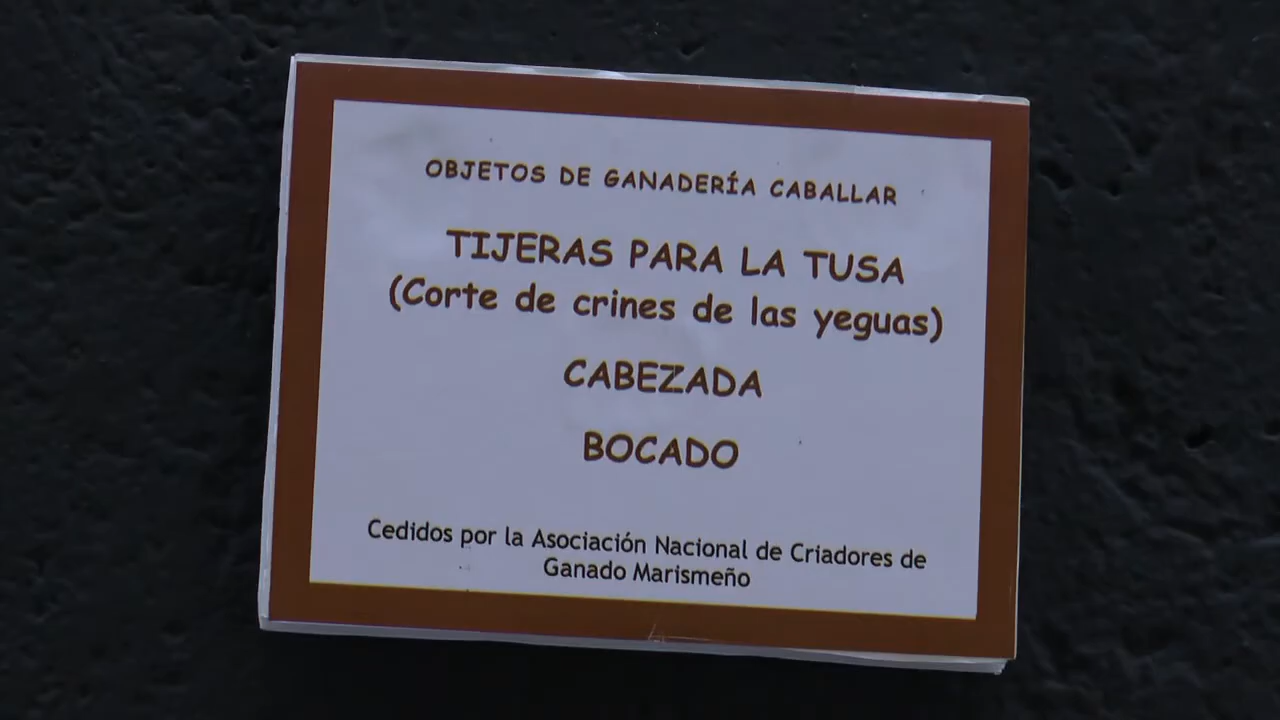 OBJETOS DE GANADERÍA CABALLAR
TIJERAS PARA LA TUSA
(Corte de crines de las yeguas)
CABEZADA
BOCADO
Cedidos por la Asociación Nacional de Criadores de
Ganado Marismeño